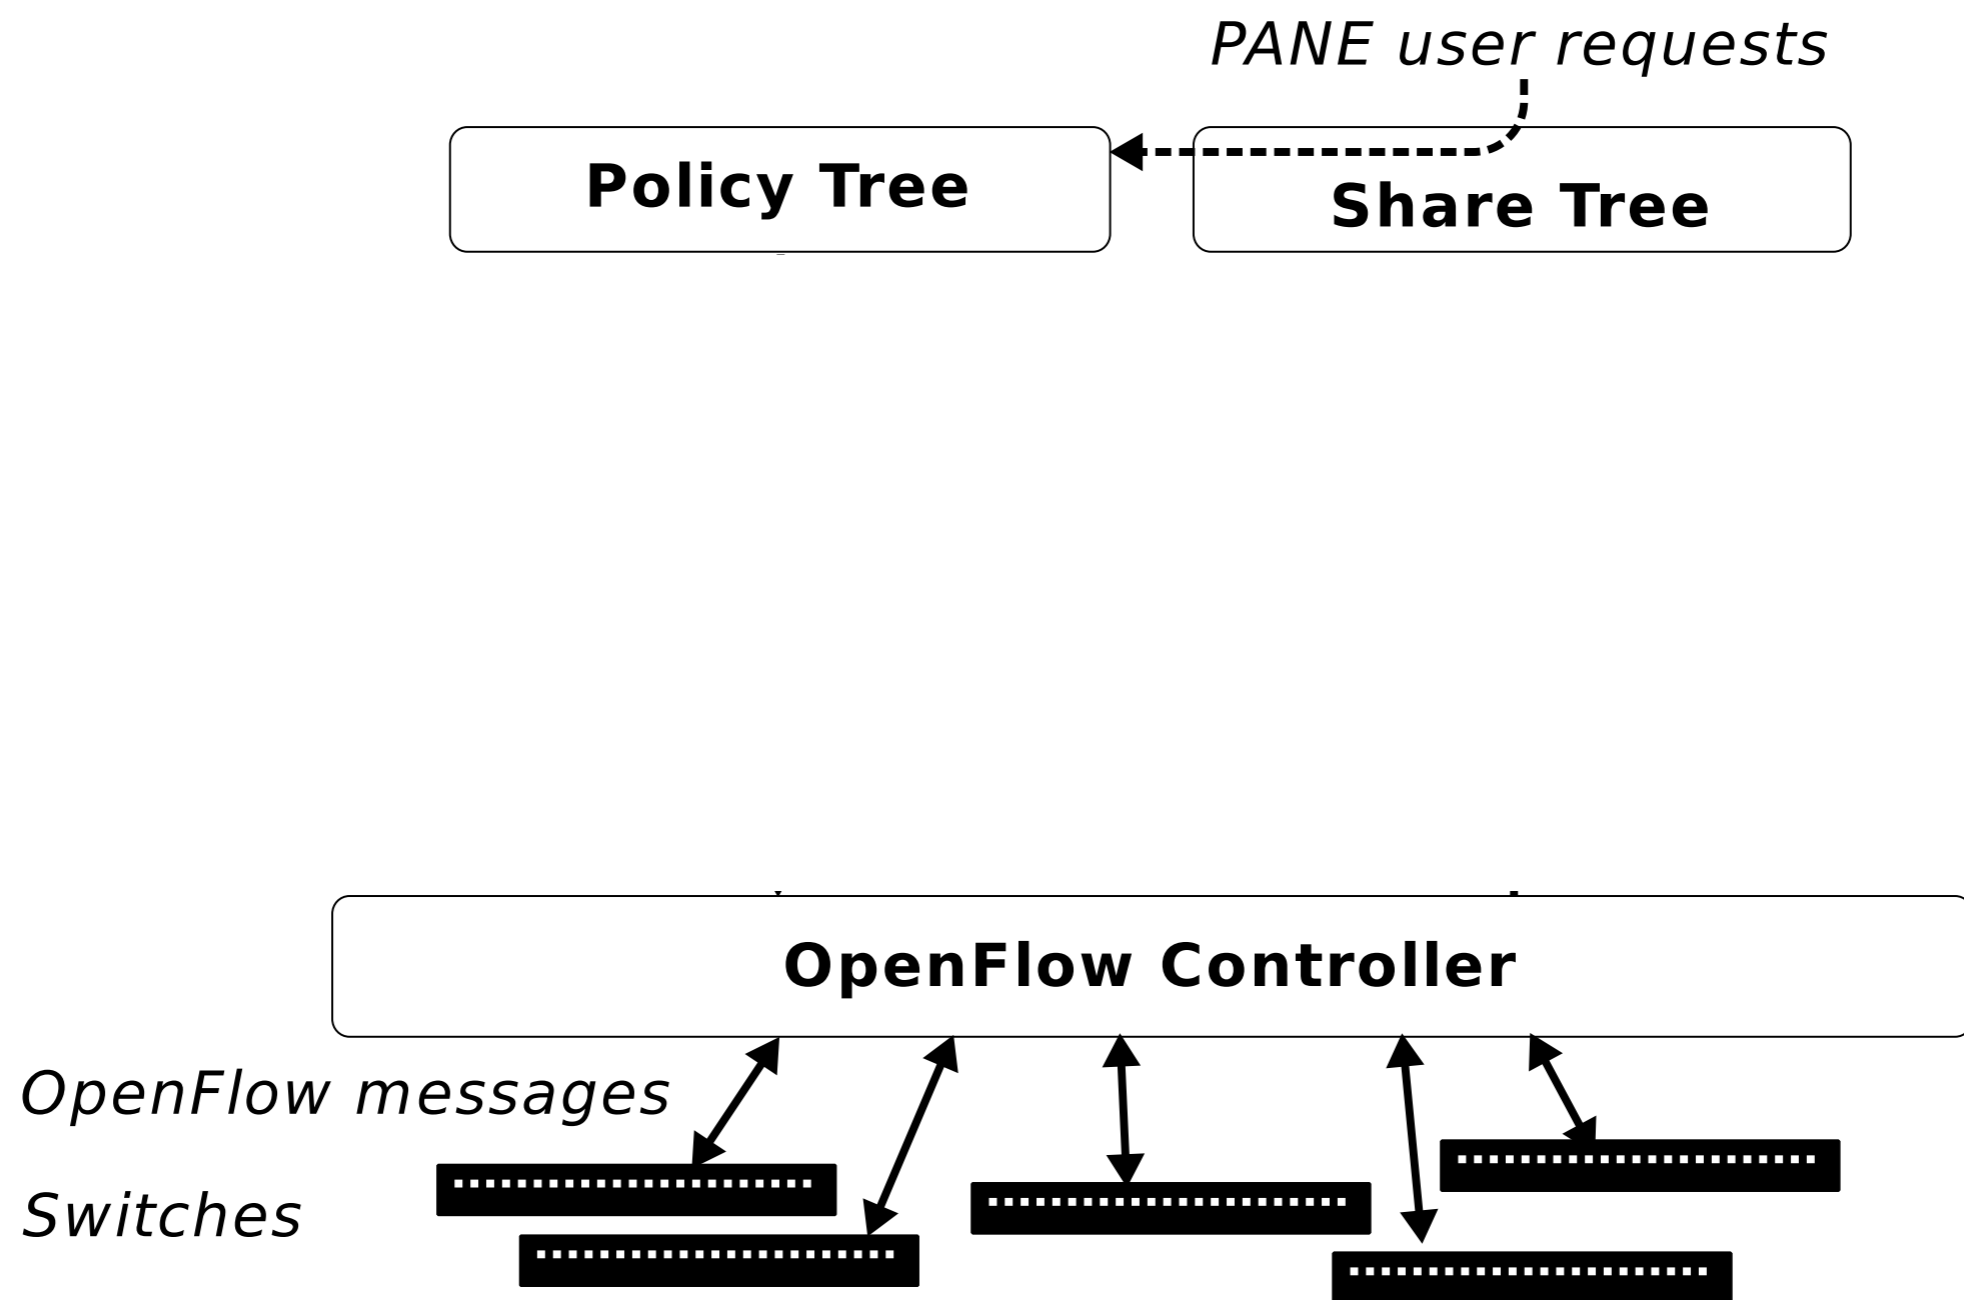 PANE user requests
Policy Tree
Share Tree
OpenFlow Controller
OpenFlow messages
Switches